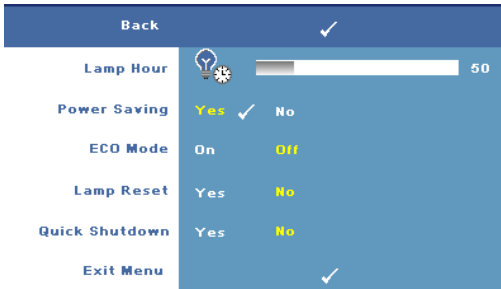 Back
Lamp Hour 50
Power Saving Yes No
ECO Mode On Off
Lamp Reset Yes No
Quick Shutdown Yes No
Exit Menu